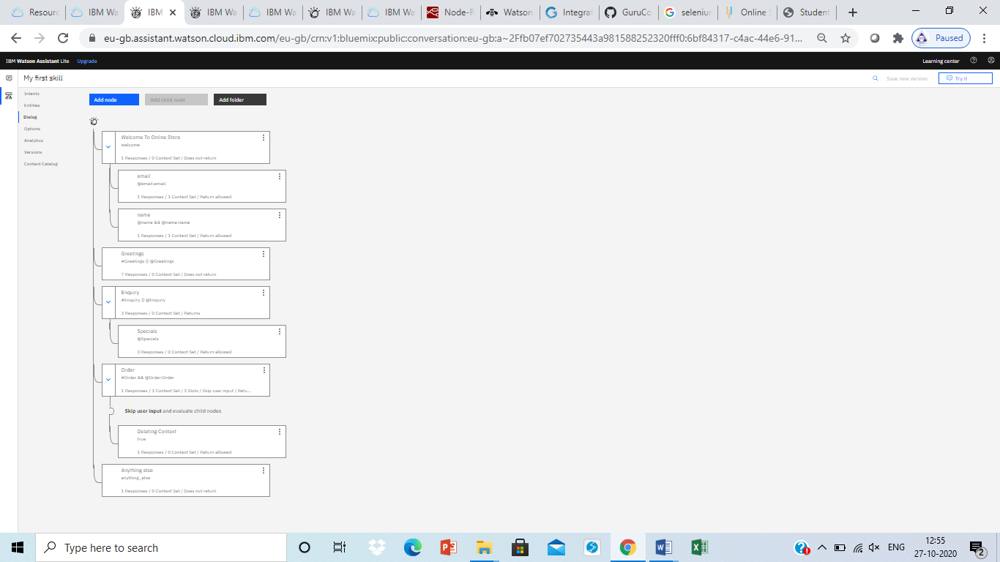 Resourc
IBM Wa
IBM
IBM Wa
IBM Wa
IBM Wa
IBM Wa
Node-R
Watson
Integrat
GuruCo
seleniur
Online S
Student
eu-gb.assistant.watson.cloud.ibm.com/eu-gb/crn:v1:bluemix:public:conversation:eu-gb:a~2Ffb07ef702735443a981588252320fff0:6bf84317-c4ac-44e6-91...
Paused
IBM Watson Assistant Lite
Upgrade
Learning center
My first skill
Save new version
Try it
Intents
Entities
Dialog
Options
Analytics
Versions
Content Catalog
Add node
Add child node
Add folder
Welcome To Online Store
welcome
1 Responses / 0 Context Set / Does not return
email
@email:email
1 Responses / 1 Context Set / Return allowed
name
@name && @name:name
1 Responses / 1 Context Set / Return allowed
Greetings
#Greetings || @Greetings
7 Responses / 0 Context Set / Does not return
Enquiry
#Enquiry || @Enquiry
3 Responses / 0 Context Set / Returns
Specials
@Specials
3 Responses / 0 Context Set / Return allowed
Order
#Order && @Order:Order
1 Responses / 3 Context Set / 3 Slots / Skip user input / Retu...
Skip user input and evaluate child nodes
Deleting Context
true
1 Responses / 0 Context Set / Return allowed
Anything else
anything_else
1 Responses / 0 Context Set / Does not return
Type here to search
ENG
12:55
27-10-2020
2